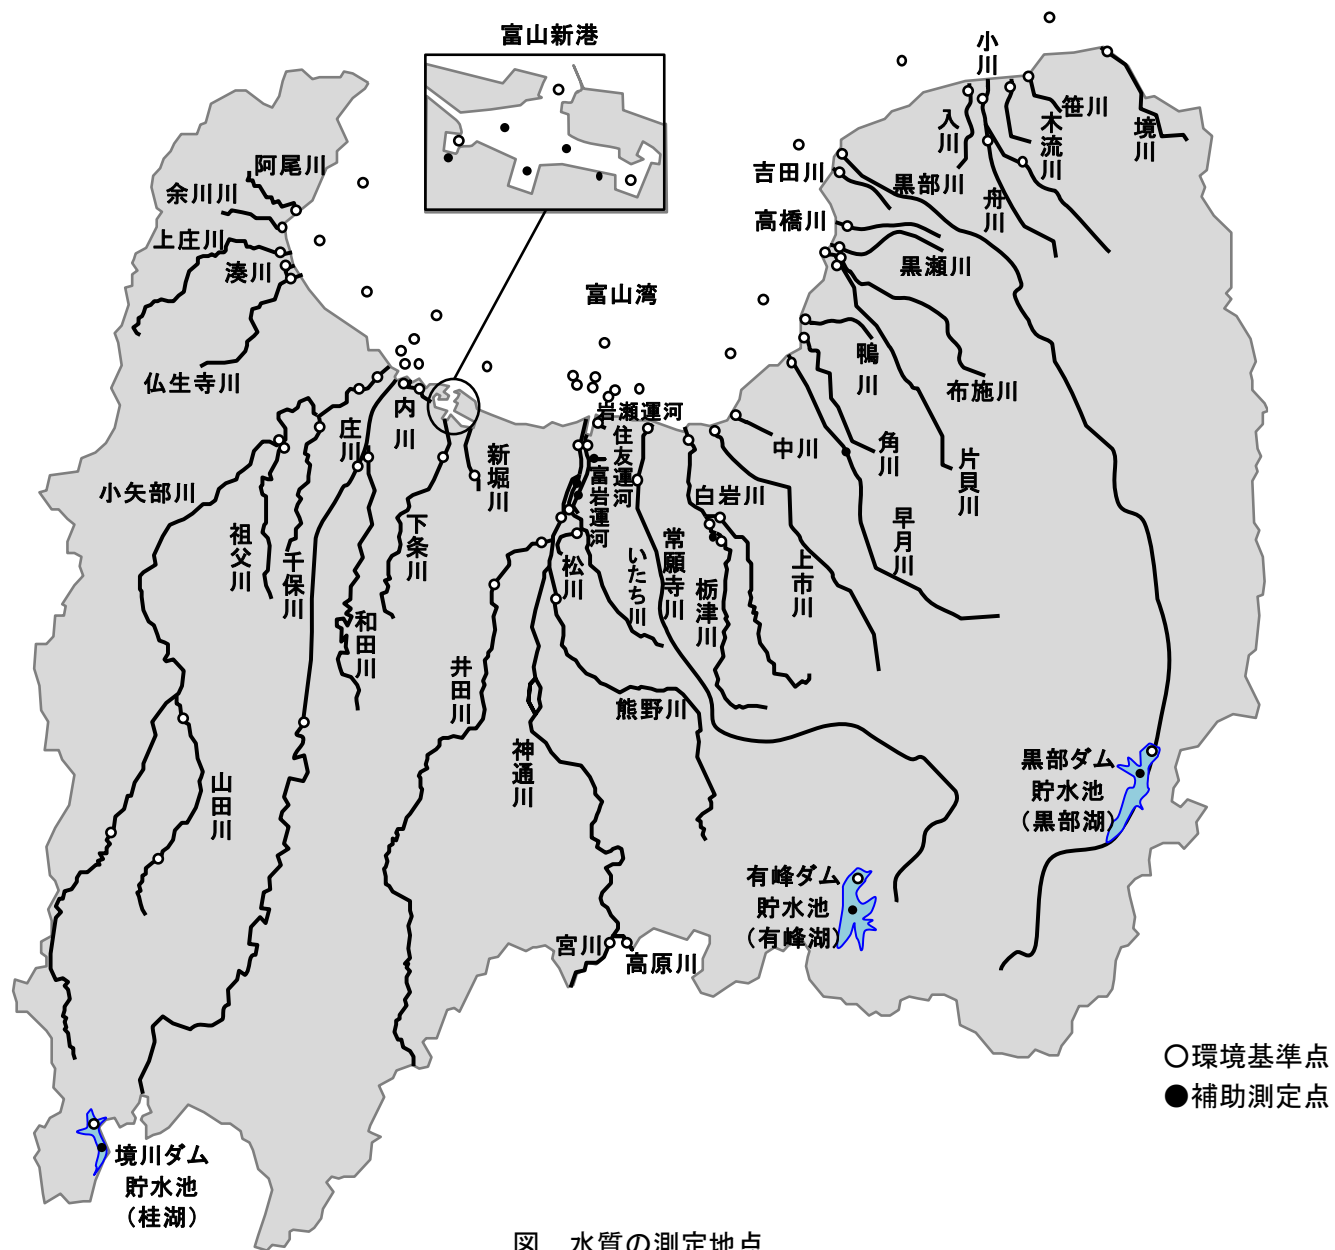 富山新港
小川
笹川
入川
木流川
境川
阿尾川
余川川
吉田川
黒部川
舟川
高橋川
上庄川
湊川
黒瀬川
富山湾
仏生寺川
鴨川
布施川
内川
庄川
岩瀬運河
住友運河
富岩運河
中川
角川
片貝川
新堀川
小矢部川
白岩川
祖父川
千保川
下条川
松川
いたち川
常願寺川
栃津川
上市川
早月川
和田川
井田川
熊野川
神通川
山田川
黒部ダム
貯水池
（黒部湖）
有峰ダム
貯水池
（有峰湖）
宮川
高原川
○環境基準点
●補助測定点
境川ダム
貯水池
（桂湖）
図 水質の測定地点